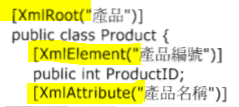 [XmlRoot("產品")]
public class Product {
[XmlElement("產品編號")]
public int ProductID;
[XmlAttribute("產品名稱")]